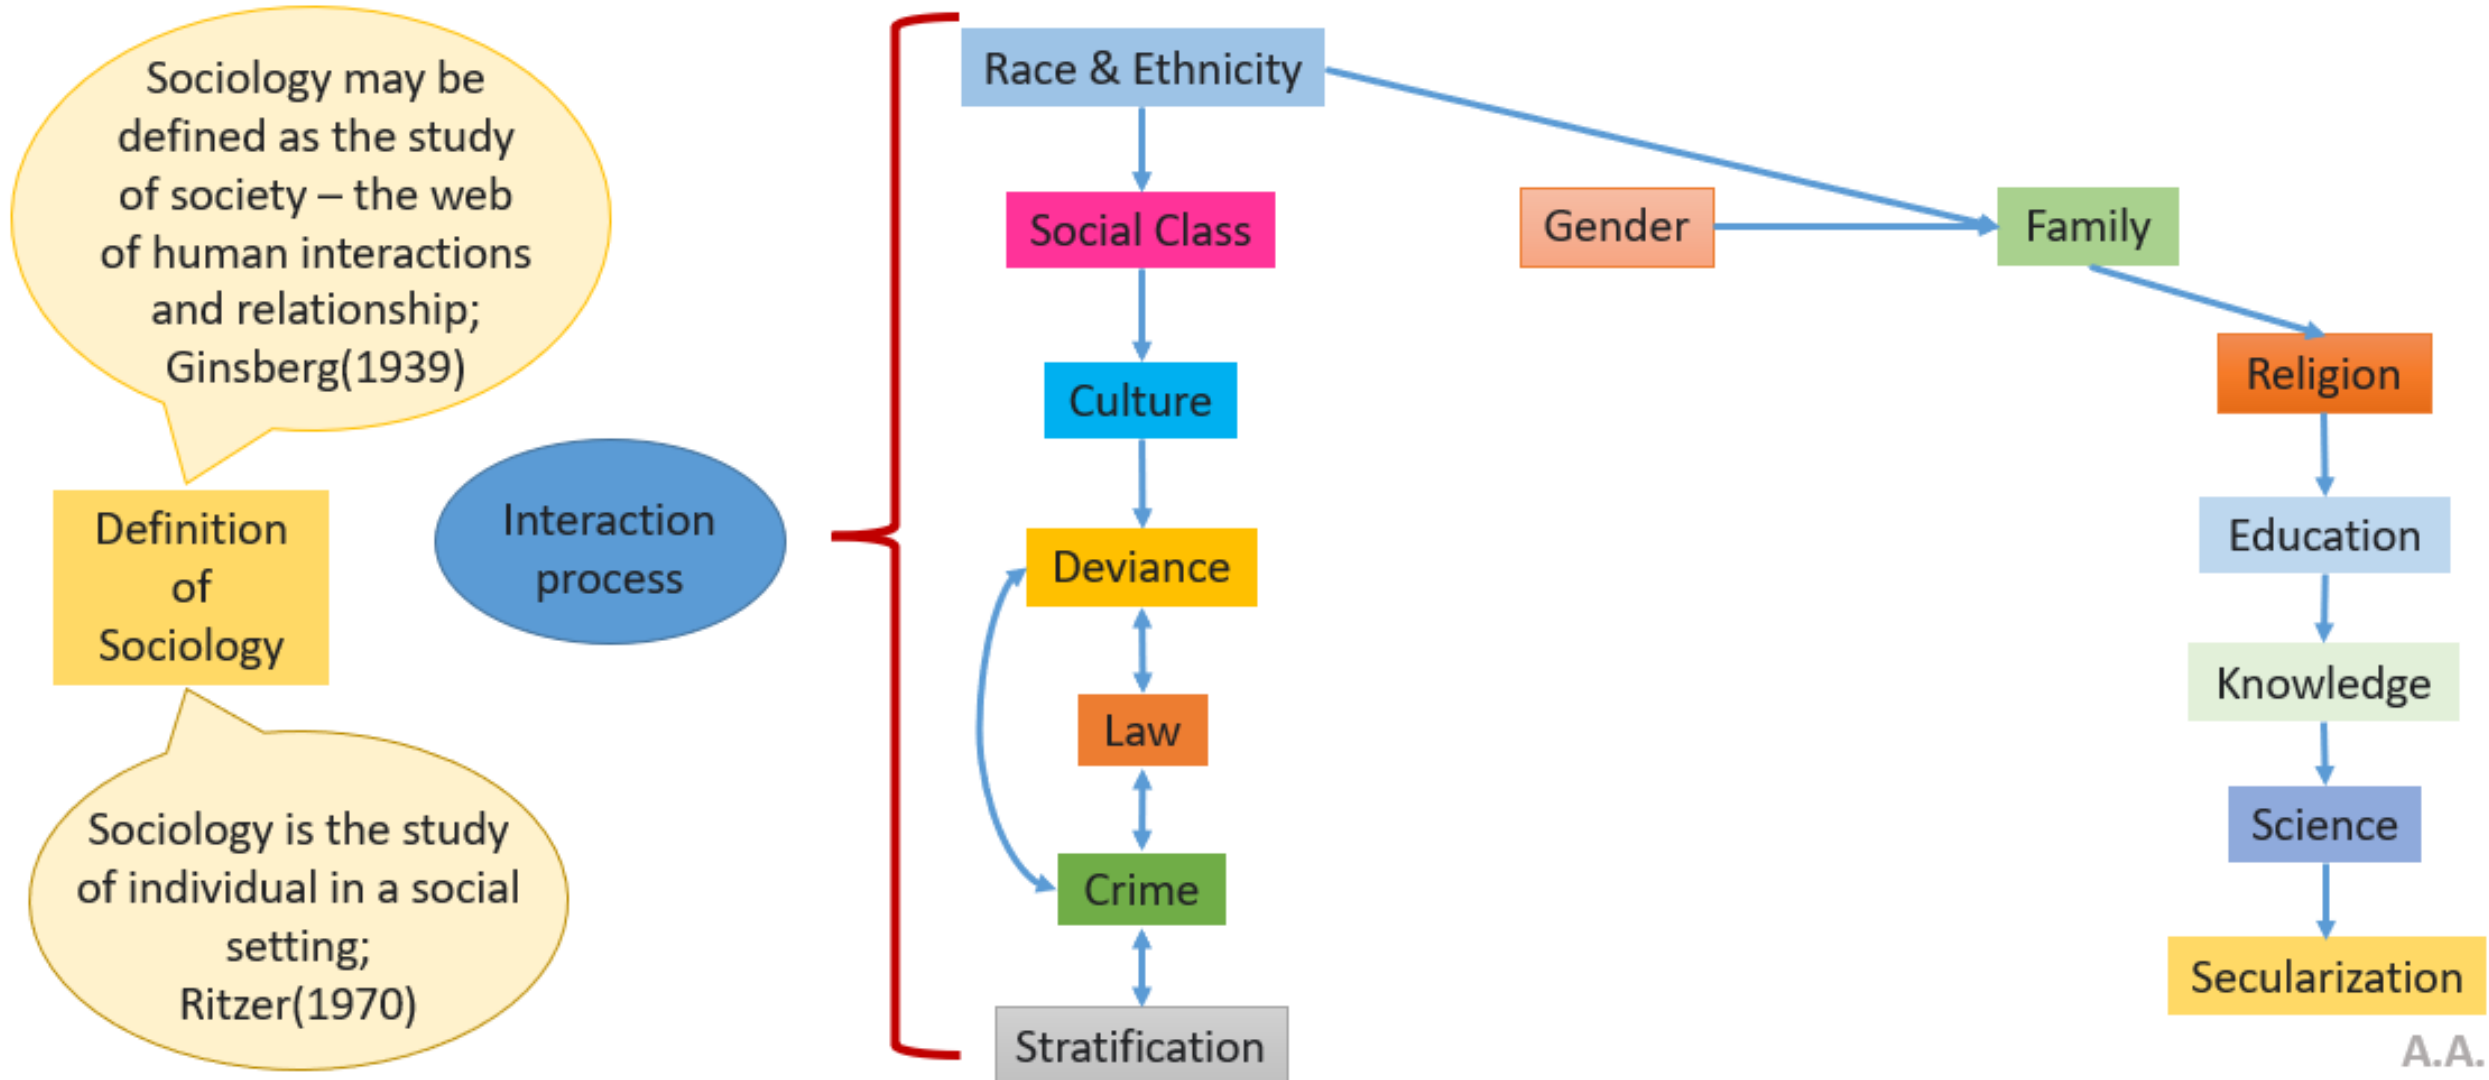 Sociology may be
defined as the study
of society – the web
of human interactions
and relationship;
Ginsberg(1939)
Definition
of
Sociology
Sociology is the study
of individual in a social
setting;
Ritzer(1970)
Interaction
process
Race & Ethnicity
Social Class
Culture
Deviance
Law
Crime
Stratification
Gender
Family
Religion
Education
Knowledge
Science
Secularization
A.A.